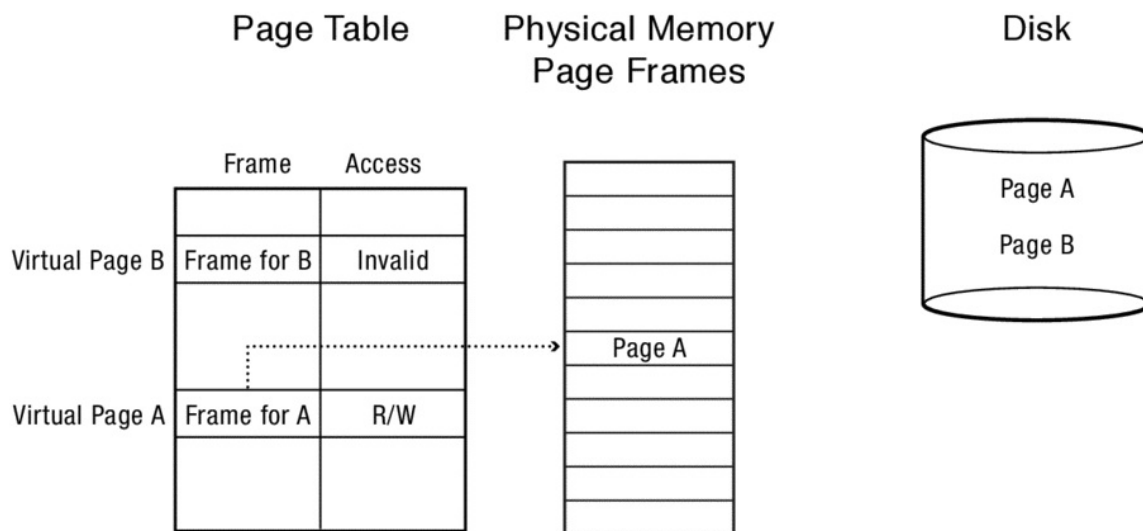 Page Table
Physical Memory
Page Frames
Disk
Frame
Access
Virtual Page B
Frame for B
Invalid
Virtual Page A
Frame for A
R/W
Page A
Page A
Page B